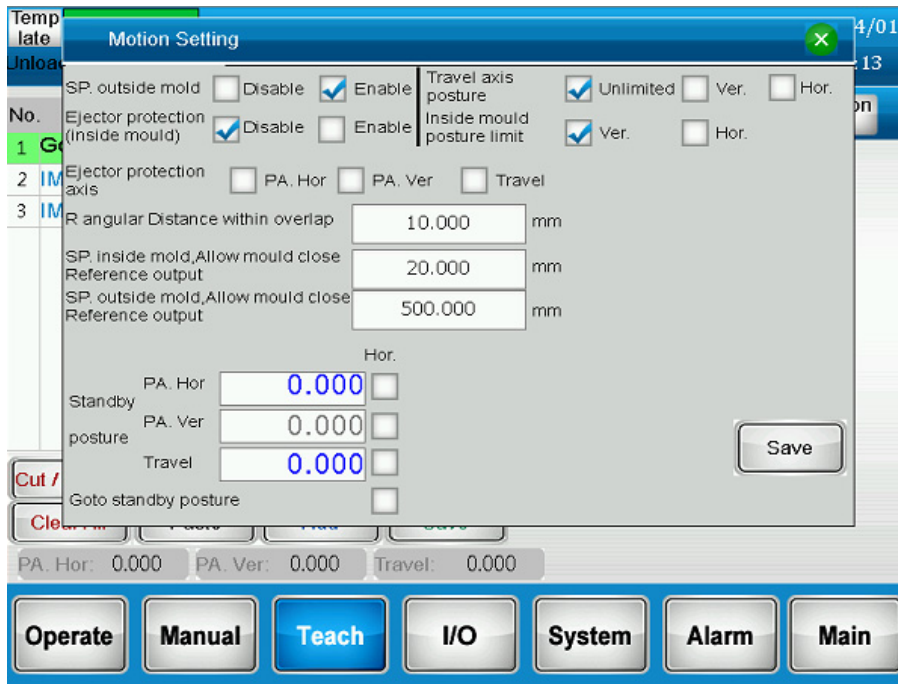 Temp
late
4/01
Motion Setting
Unloa
:13
SP. outside mold Disable Enable
Travel axis
posture
Unlimited Ver. Hor.
No.
on
Ejector protection
(inside mould)
Disable Enable
Inside mould
posture limit
Ver. Hor.
1 Go
2 IM
Ejector protection
axis
PA. Hor PA. Ver Travel
3 IM
R angular Distance within overlap 10.000 mm
SP. inside mold,Allow mould close
Reference output
20.000 mm
SP. outside mold,Allow mould close
Reference output
500.000 mm
Hor.
Standby
posture
PA. Hor 0.000
PA. Ver 0.000
Travel 0.000
Save
Cut /
Goto standby posture
PA. Hor: 0.000 PA. Ver: 0.000 Travel: 0.000
Operate Manual Teach I/O System Alarm Main